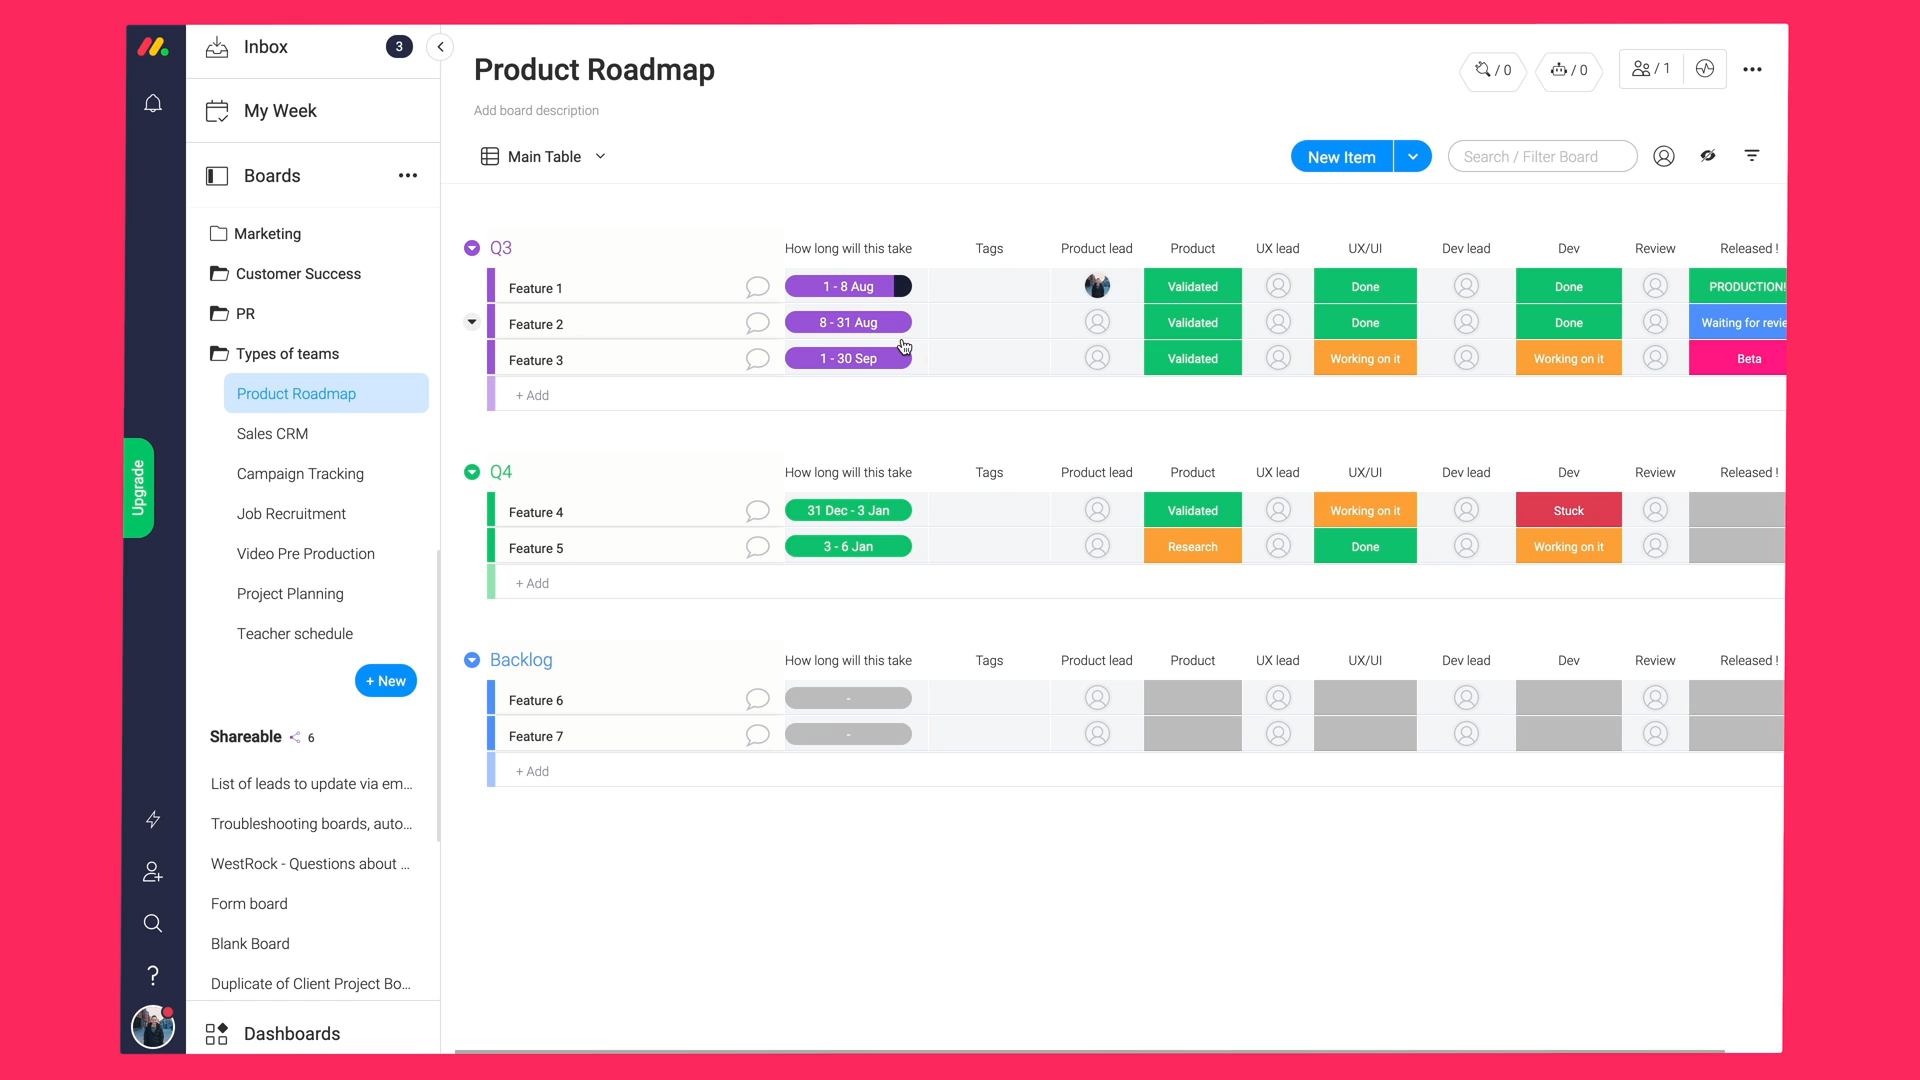 Inbox 3
My Week
Boards
Marketing
Customer Success
PR
Types of teams
Product Roadmap
Sales CRM
Campaign Tracking
Job Recruitment
Video Pre Production
Project Planning
Teacher schedule
+ New
Shareable 6
List of leads to update via em...
Troubleshooting boards, auto...
WestRock - Questions about ...
Form board
Blank Board
Duplicate of Client Project Bo...
Dashboards
Upgrade
?
Product Roadmap
/ 0 / 0 / 1
Add board description
Main Table
New Item Search / Filter Board
Q3 How long will this take Tags Product lead Product UX lead UX/UI Dev lead Dev Review Released !
Feature 1 1 - 8 Aug Validated Done Done PRODUCTION!
Feature 2 8 - 31 Aug Validated Done Done Waiting for revie
Feature 3 1 - 30 Sep Validated Working on it Working on it Beta
+ Add
Q4 How long will this take Tags Product lead Product UX lead UX/UI Dev lead Dev Review Released !
Feature 4 31 Dec - 3 Jan Validated Working on it Stuck
Feature 5 3 - 6 Jan Research Done Working on it
+ Add
Backlog How long will this take Tags Product lead Product UX lead UX/UI Dev lead Dev Review Released !
Feature 6 -
Feature 7 -
+ Add